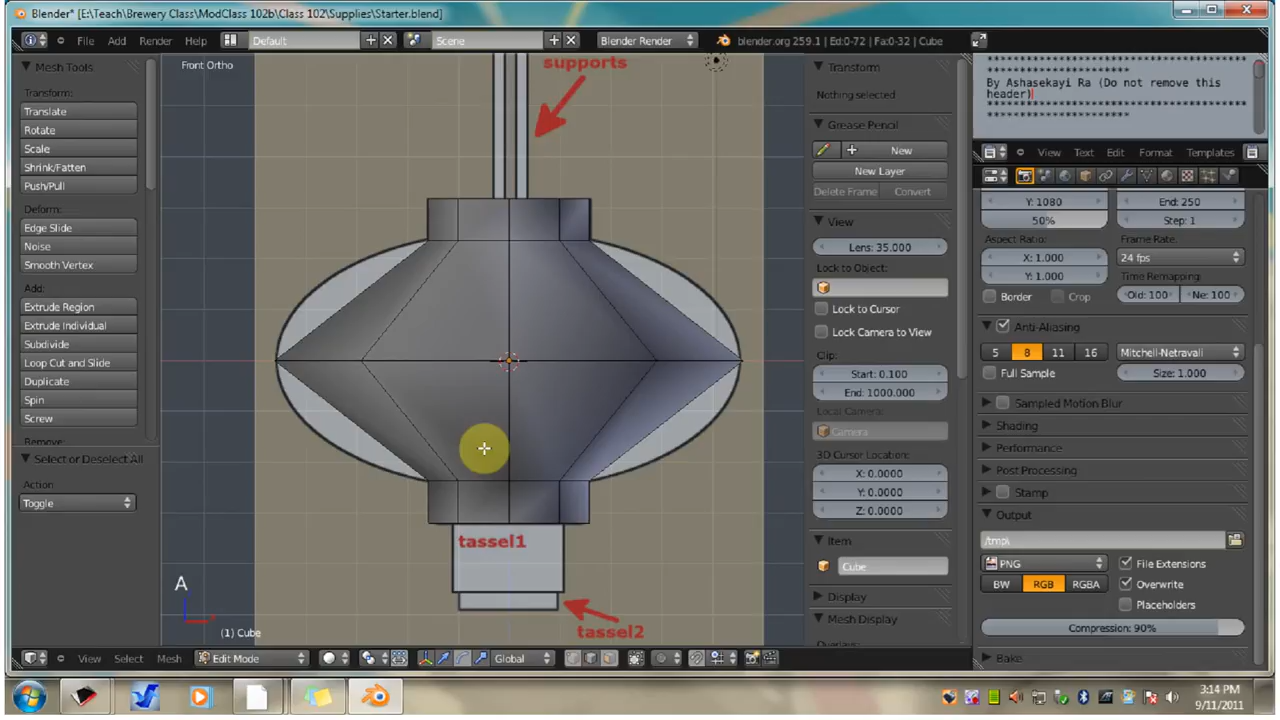 Blender* [E:\Teach\Brewery Class\ModClass 102b\Class 102\Supplies\Starter.blend]
File Add Render Help Default Scene Blender Render blender.org 259.1 | Ed:0-72 | Fa:0-32 | Cube
Mesh Tools
Transform:
Translate
Rotate
Scale
Shrink/Fatten
Push/Pull
Deform:
Edge Slide
Noise
Smooth Vertex
Add:
Extrude Region
Extrude Individual
Subdivide
Loop Cut and Slide
Duplicate
Spin
Screw
Remove:
Select or Deselect All
Action
Toggle
Front Ortho
supports
tassel1
tassel2
A
(1) Cube
View Select Mesh Edit Mode Global
Transform
Nothing selected
Grease Pencil
New
New Layer
Delete Frame Convert
View
Lens: 35.000
Lock to Object:
Lock to Cursor
Lock Camera to View
Clip:
Start: 0.100
End: 1000.000
Local Camera:
Camera
3D Cursor Location:
X: 0.0000
Y: 0.0000
Z: 0.0000
Item
Cube
Display
Mesh Display
By Ashasekayi Ra (Do not remove this
header)
View Text Edit Format Templates
Y: 1080 End: 250
50% Step: 1
Aspect Ratio: Frame Rate:
X: 1.000 24 fps
Y: 1.000 Time Remapping:
Border Crop Old: 100 Ne: 100
Anti-Aliasing
5 8 11 16 Mitchell-Netravali
Full Sample Size: 1.000
Sampled Motion Blur
Shading
Performance
Post Processing
Stamp
Output
/tmp\
PNG File Extensions
BW RGB RGBA Overwrite
Placeholders
Compression: 90%
Bake
3:14 PM
9/11/2011